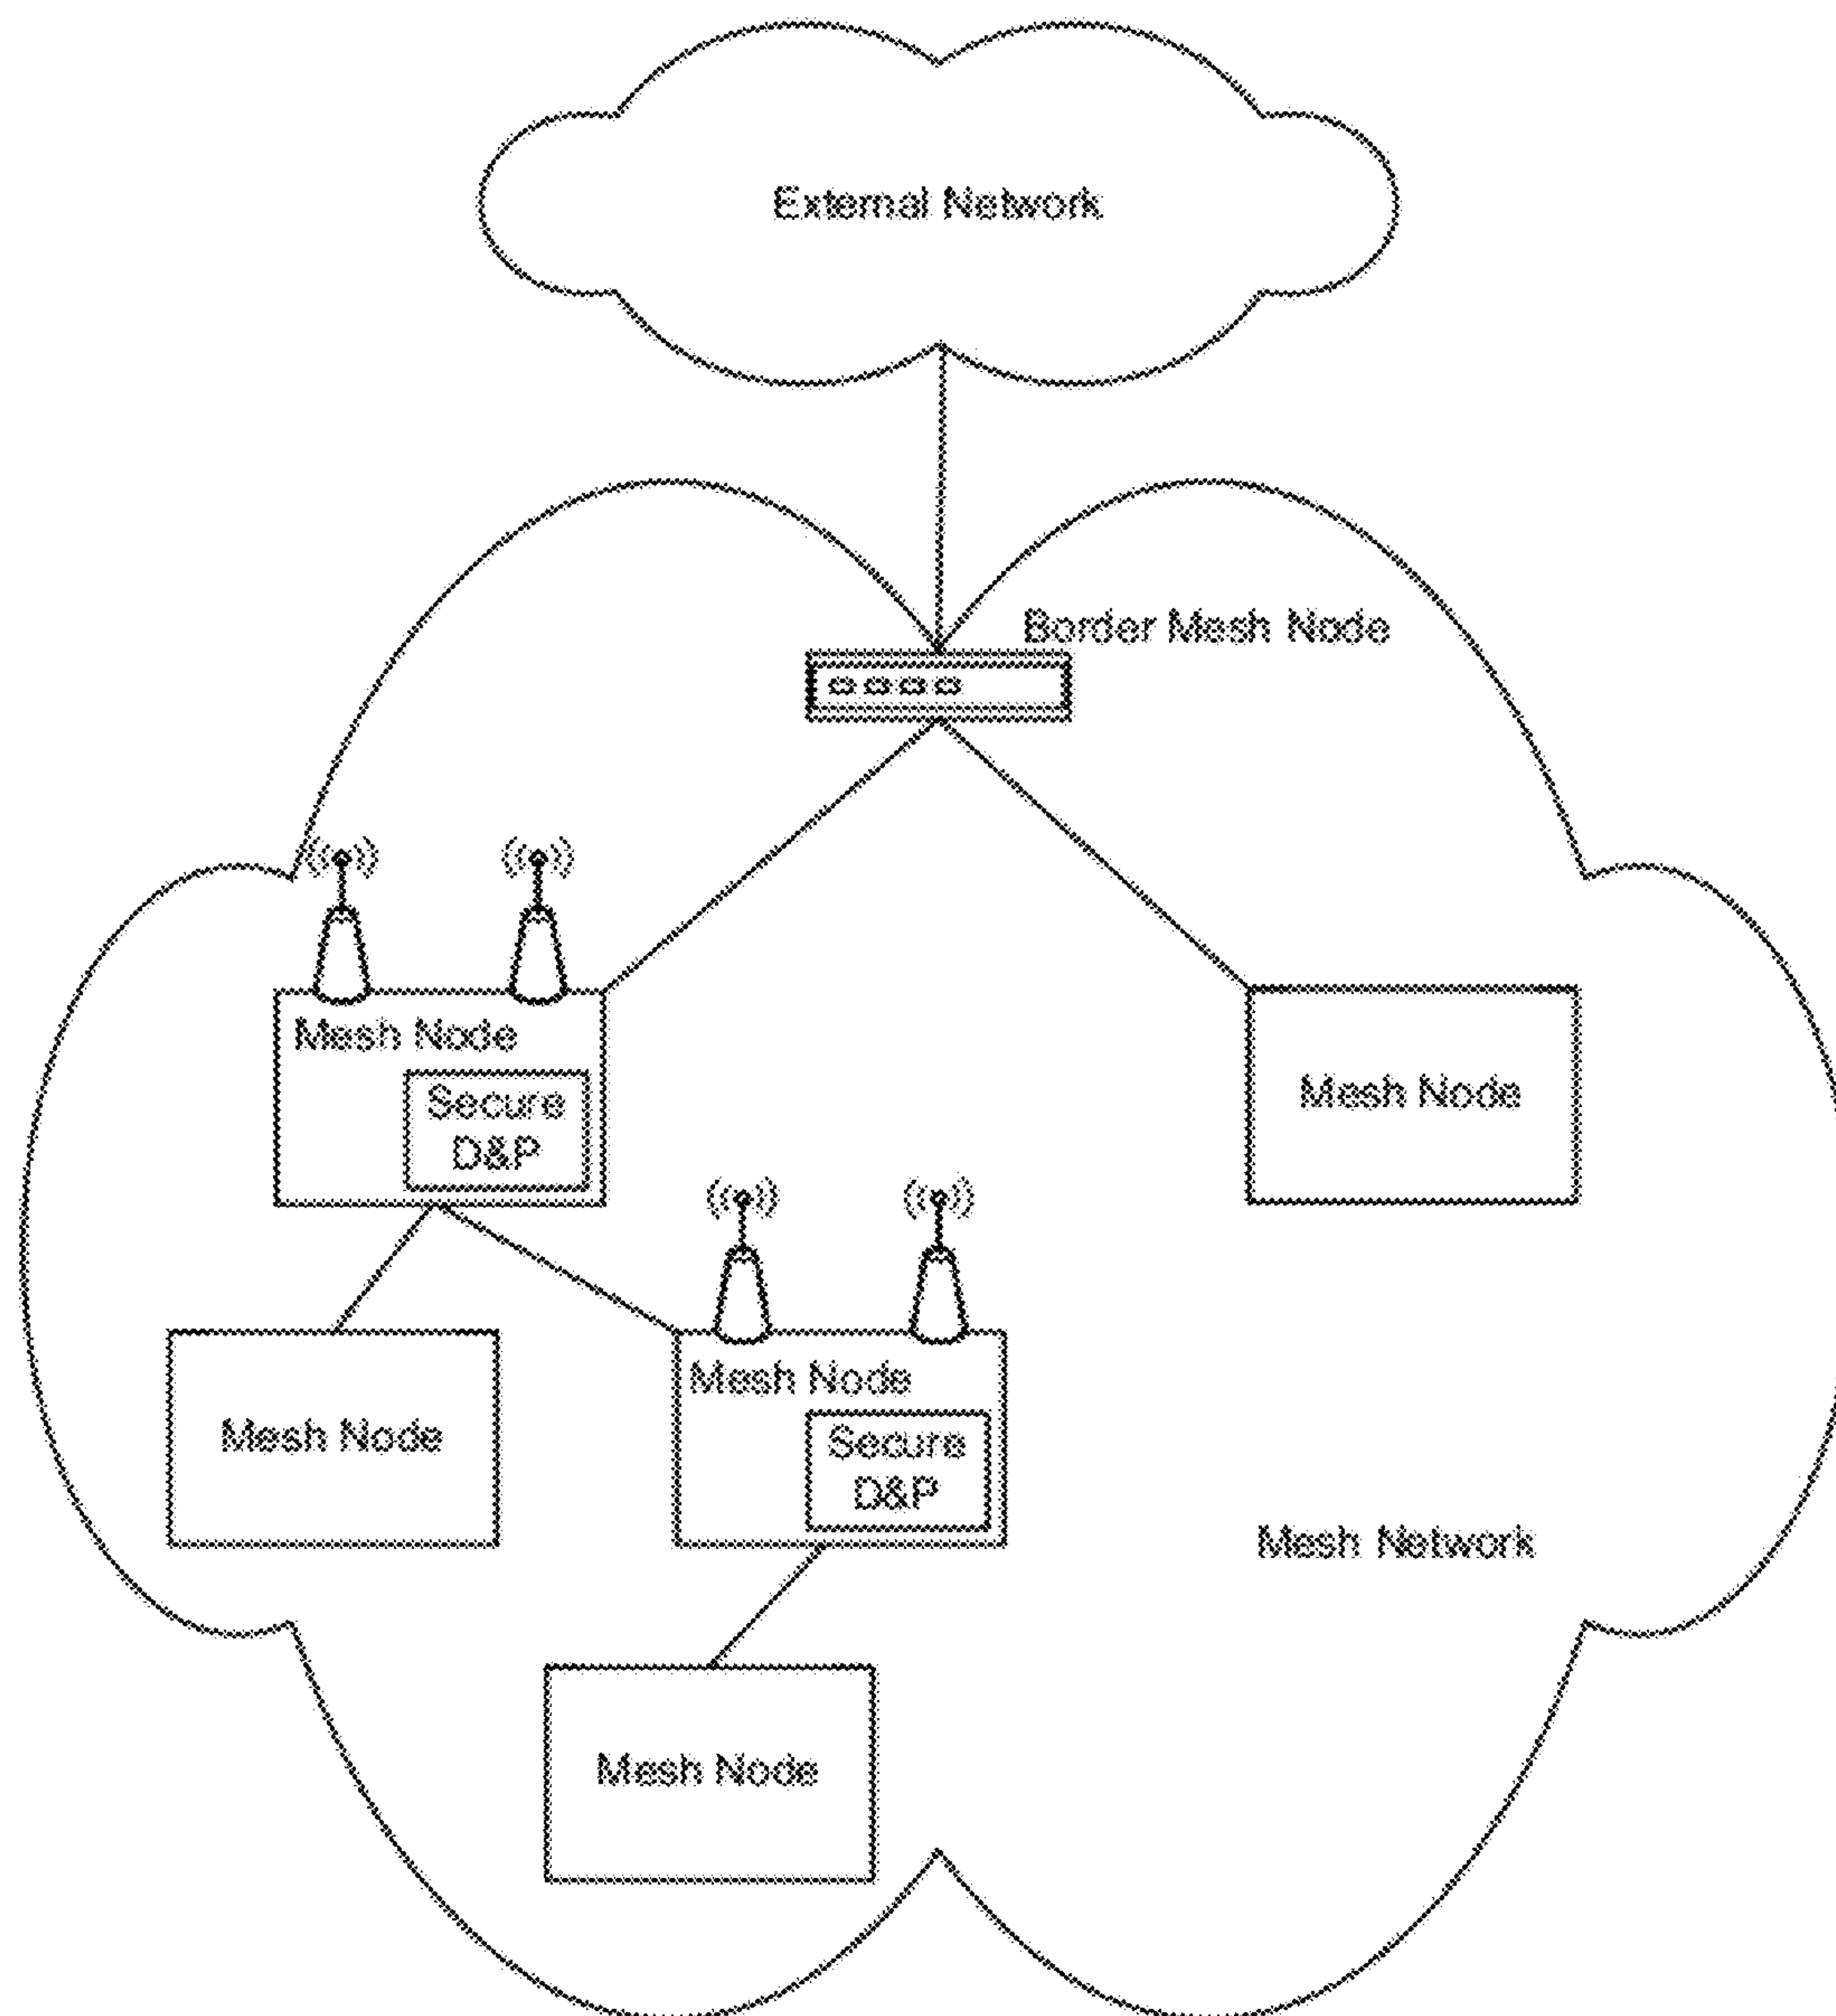 External Network
Border Mesh Node
Mesh Node
Secure
D&P
Mesh Node
Mesh Node
Mesh Node
Secure
D&P
Mesh Network
Mesh Node